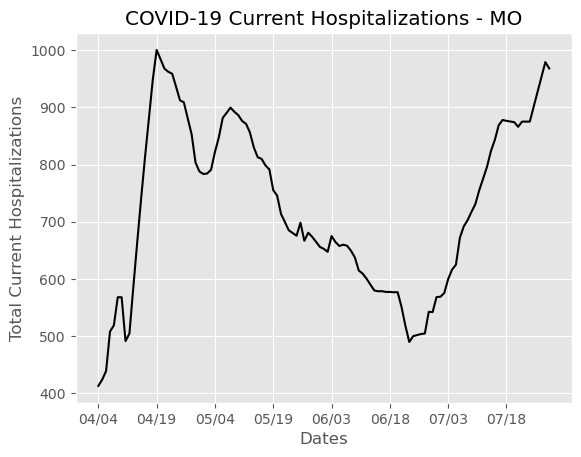 COVID-19 Current Hospitalizations - MO
Total Current Hospitalizations
1000
900
800
700
600
500
400
04/04 04/19 05/04 05/19 06/03 06/18 07/03 07/18
Dates